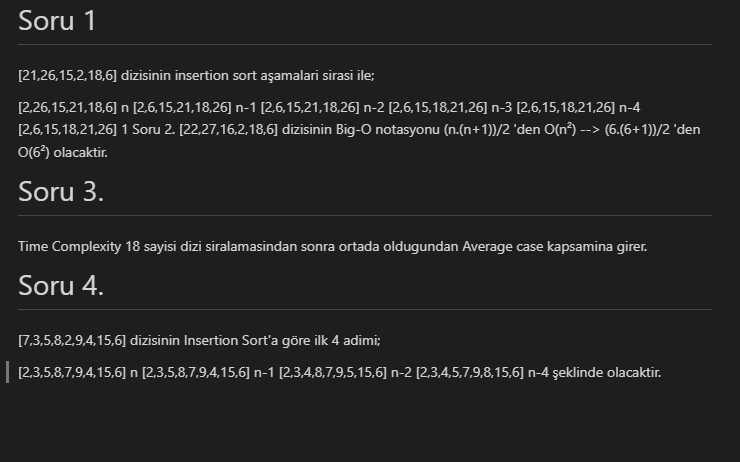 Soru 1
[21,26,15,2,18,6] dizisinin insertion sort aşamalari sirasi ile;
[2,26,15,21,18,6] n [2,6,15,21,18,26] n-1 [2,6,15,21,18,26] n-2 [2,6,15,18,21,26] n-3 [2,6,15,18,21,26] n-4
[2,6,15,18,21,26] 1 Soru 2. [22,27,16,2,18,6] dizisinin Big-O notasyonu (n.(n+1))/2 'den O(n²) --> (6.(6+1))/2 'den
O(6²) olacaktir.
Soru 3.
Time Complexity 18 sayisi dizi siralamasindan sonra ortada oldugundan Average case kapsamina girer.
Soru 4.
[7,3,5,8,2,9,4,15,6] dizisinin Insertion Sort'a göre ilk 4 adimi;
[2,3,5,8,7,9,4,15,6] n [2,3,5,8,7,9,4,15,6] n-1 [2,3,4,8,7,9,5,15,6] n-2 [2,3,4,5,7,9,8,15,6] n-4 şeklinde olacaktir.